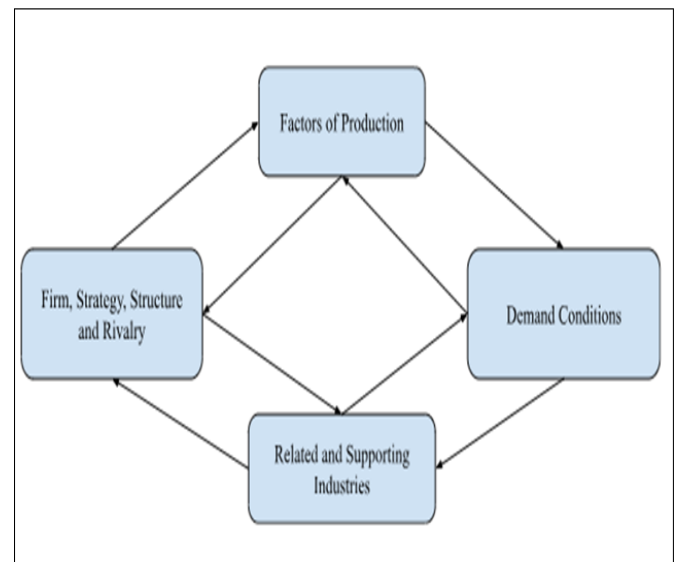 Factors of Production
Firm, Strategy, Structure
and Rivalry
Demand Conditions
Related and Supporting
Industries